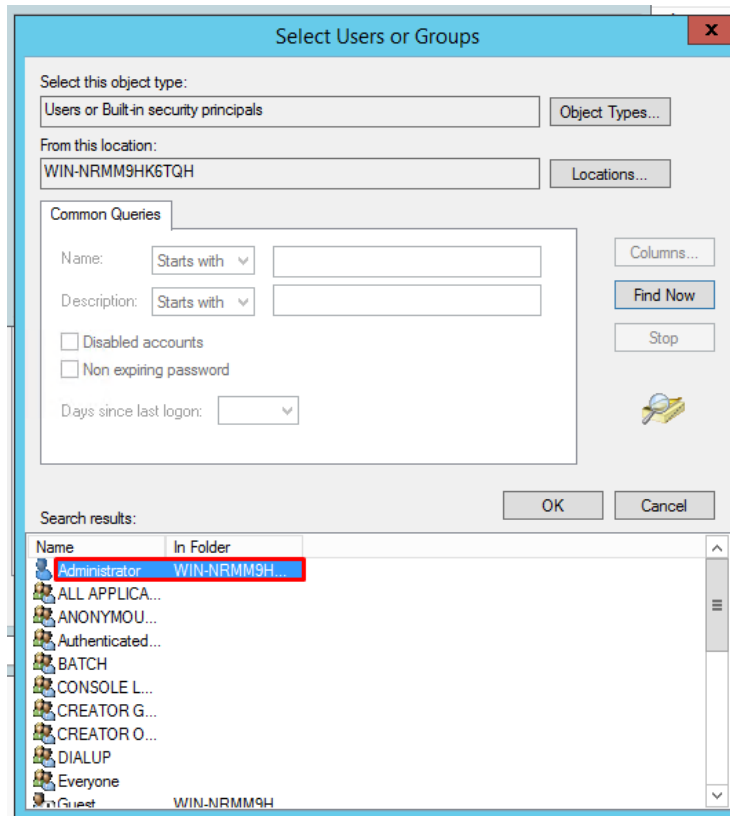 Select Users or Groups
x
Select this object type:
Users or Built-in security principals
Object Types...
From this location:
WIN-NRMM9HK6TQH
Locations...
Common Queries
Name: Starts with
Columns...
Description: Starts with
Find Now
Disabled accounts
Stop
Non expiring password
Days since last logon:
OK Cancel
Search results:
Name In Folder
Administrator WIN-NRMM9H...
ALL APPLICA...
ANONYMOU...
Authenticated...
BATCH
CONSOLE L...
CREATOR G...
CREATOR O...
DIALUP
Everyone
Guest WIN-NRMM9H